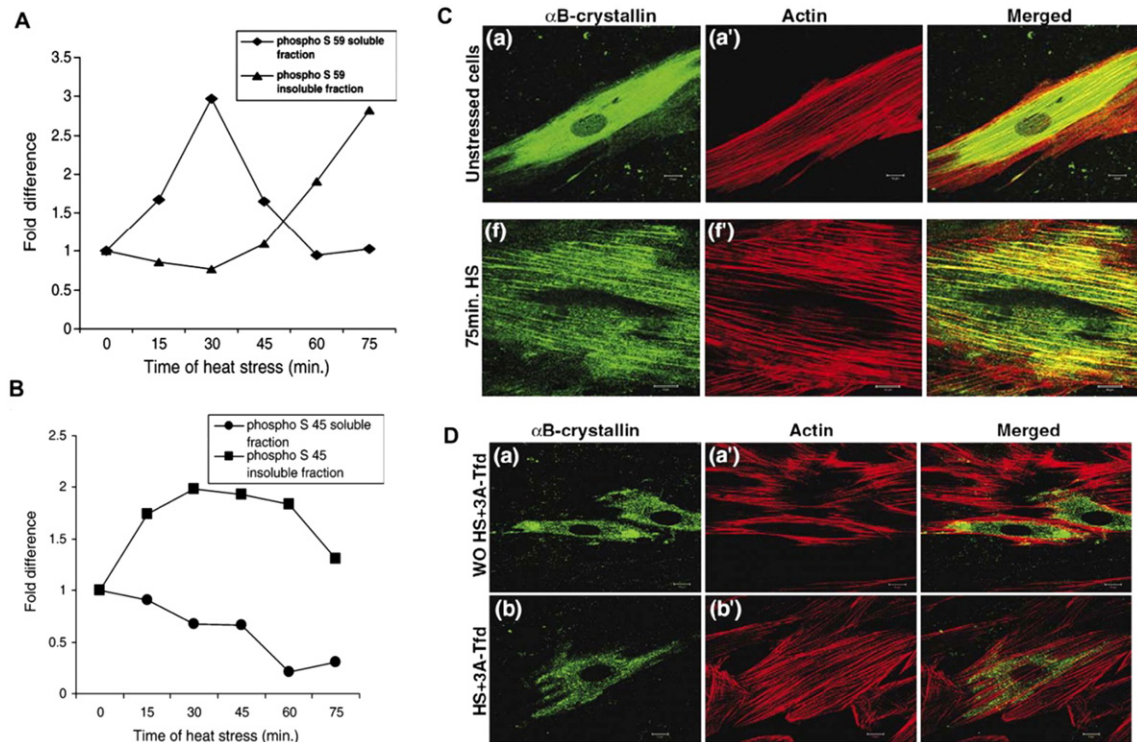 A
phospho S 59 soluble
fraction
phospho S 59
insoluble fraction
3.5
3
2.5
2
1.5
1
0.5
0
Fold difference
0 15 30 45 60 75
Time of heat stress (min.)
B
phospho S 45 soluble
fraction
phospho S 45
insoluble fraction
2.5
2
1.5
1
0.5
0
Fold difference
0 15 30 45 60 75
Time of heat stress (min.)
C
αB-crystallin Actin Merged
Unstressed cells
(a) (a')
75min. HS
(f) (f')
D
αB-crystallin Actin Merged
WO HS+3A-Tfd
(a) (a')
HS+3A-Tfd
(b) (b')